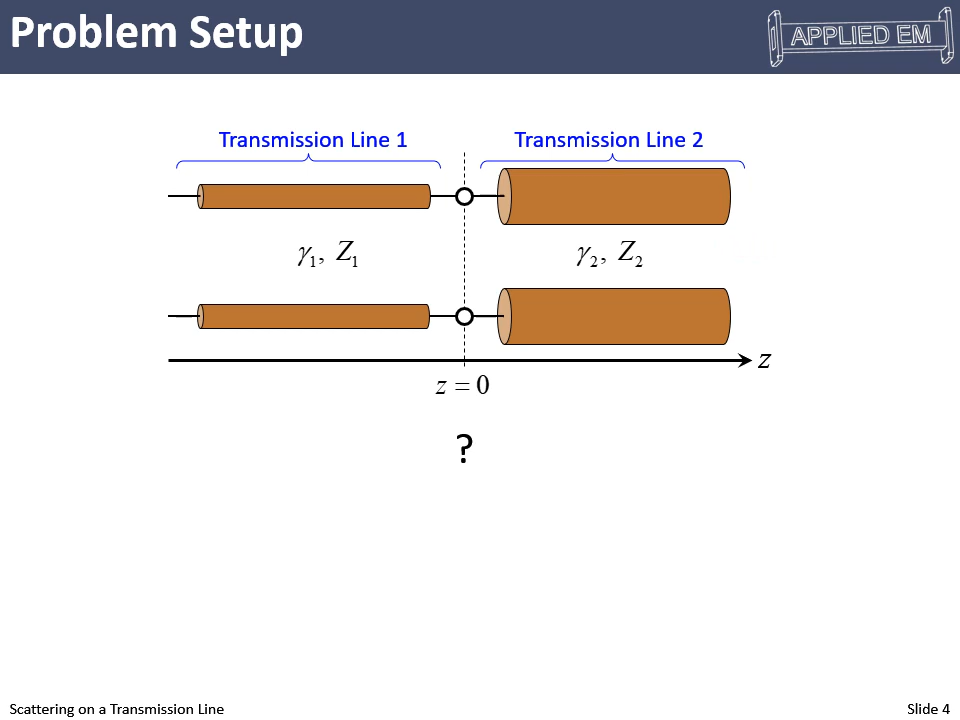 Problem Setup
APPLIED EM
Transmission Line 1
Transmission Line 2
γ₁, Z₁
γ₂, Z₂
z
z = 0
?
Scattering on a Transmission Line
Slide 4